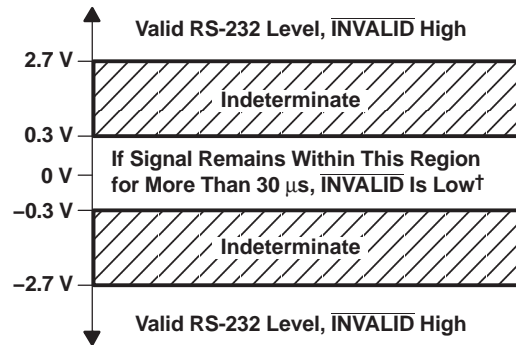 Valid RS-232 Level, INVALID High
2.7 V
Indeterminate
0.3 V
If Signal Remains Within This Region
0 V
for More Than 30 μs, INVALID Is Low†
−0.3 V
Indeterminate
−2.7 V
Valid RS-232 Level, INVALID High